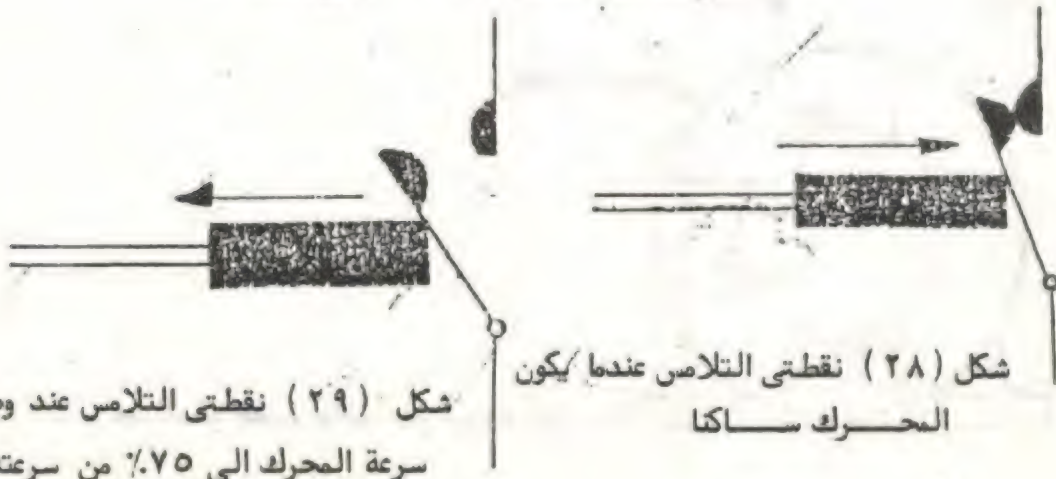 شكل (٢٨) نقطتى التلامس عندما يكون
المحرك ساكنا
شكل (٢٩) نقطتى التلامس عند
سرعة المحرك الى ٧٥٪ من